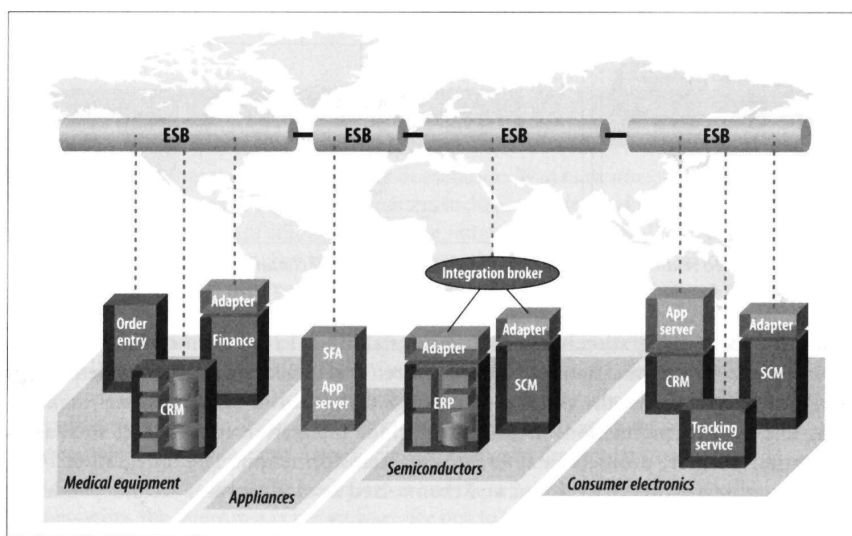 ESB
ESB
ESB
ESB
Integration broker
Order
entry
Adapter
Finance
CRM
SFA
App
server
Adapter
ERP
Adapter
SCM
App
server
CRM
Adapter
SCM
Tracking
service
Medical equipment
Appliances
Semiconductors
Consumer electronics